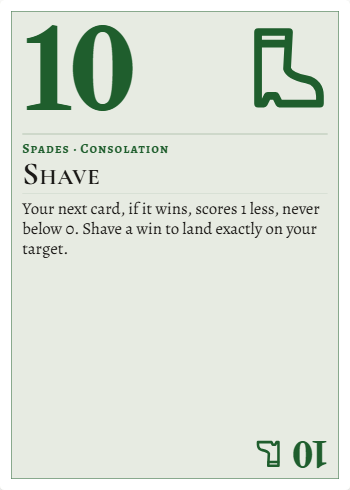 10
Spades · Consolation
Shave
Your next card, if it wins, scores 1 less, never
below 0. Shave a win to land exactly on your
target.
10